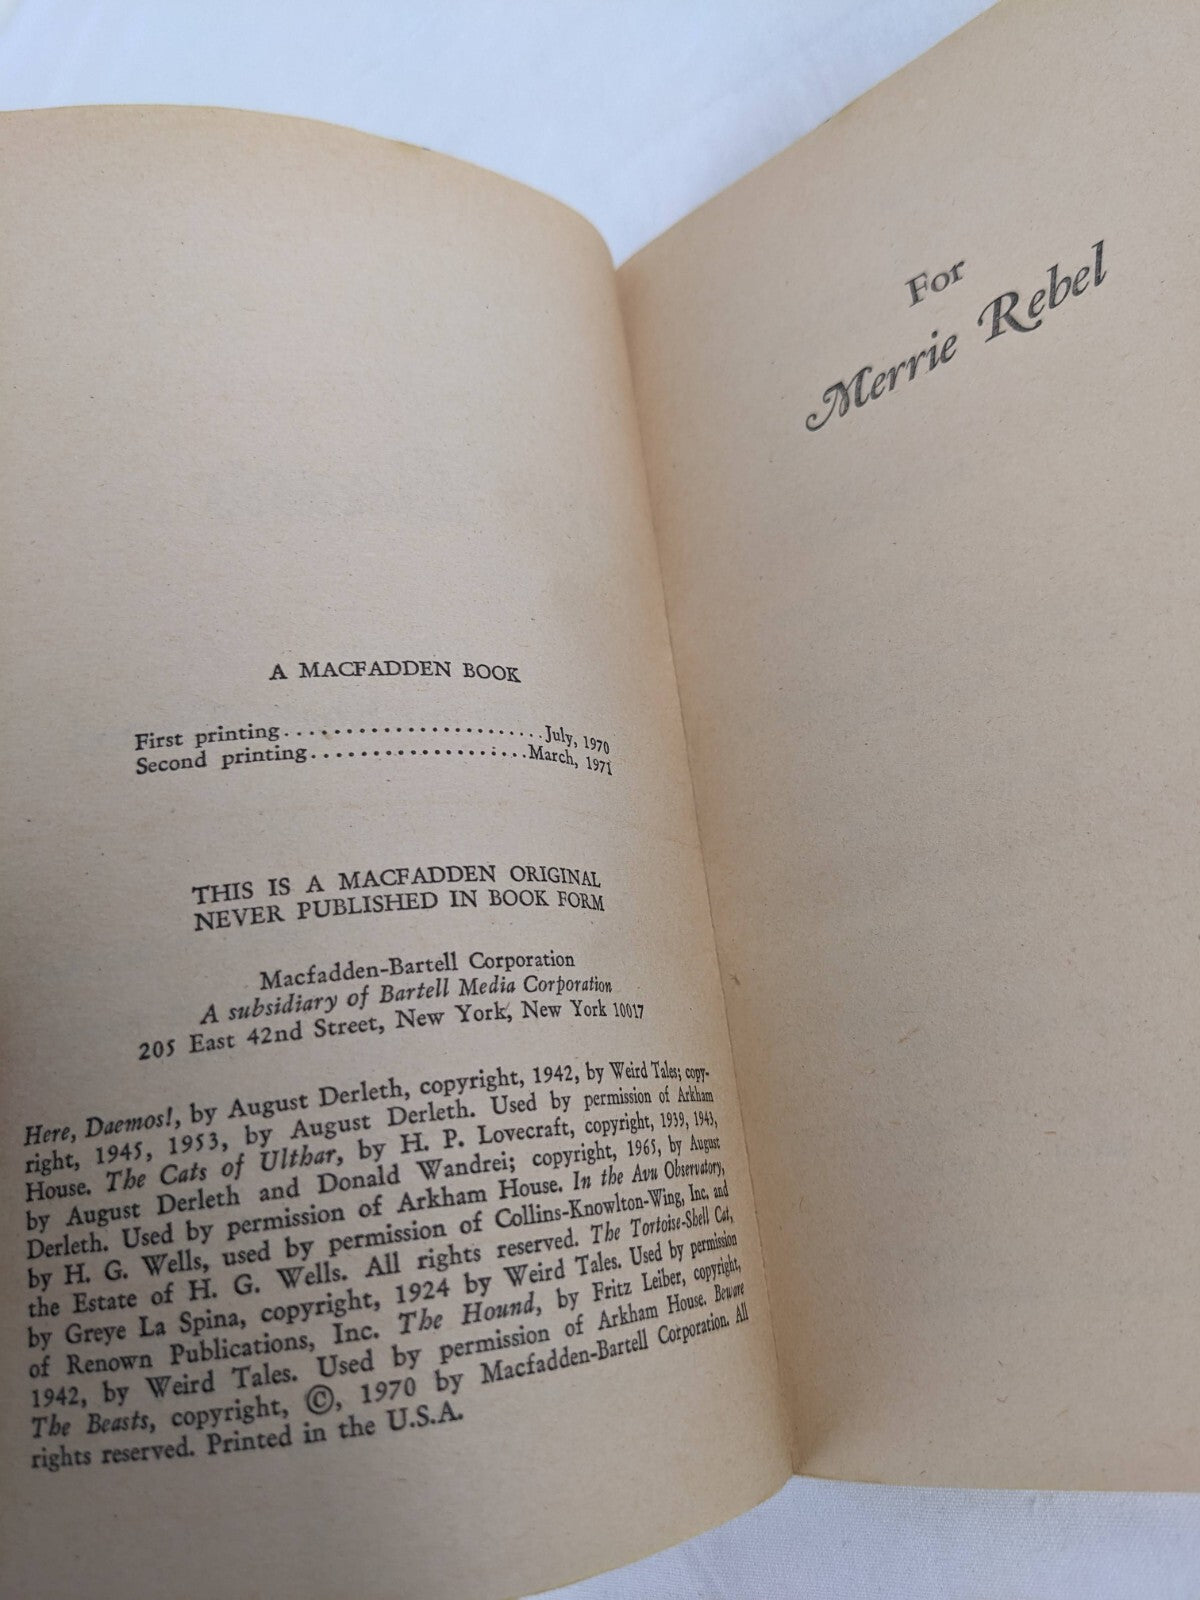 A MACFADDEN BOOK
First printing.......................July, 1970
Second printing..................March, 1971
THIS IS A MACFADDEN ORIGINAL
NEVER PUBLISHED IN BOOK FORM
Macfadden-Bartell Corporation
A subsidiary of Bartell Media Corporation
205 East 42nd Street, New York, New York 10017
Here, Daemos!, by August Derleth, copyright, 1942, by Weird Tales; copy-
right, 1945, 1953, by August Derleth. Used by permission of Arkham
House. The Cats of Ulthar, by H. P. Lovecraft, copyright, 1939, 1943,
by August Derleth and Donald Wandrei; copyright, 1965, by August
Derleth. Used by permission of Arkham House. In the Avu Observatory,
by H. G. Wells, used by permission of Collins-Knowlton-Wing, Inc. and
the Estate of H. G. Wells. All rights reserved. The Tortoise-Shell Cat,
by Greye La Spina, copyright, 1924 by Weird Tales. Used by permission
of Renown Publications, Inc. The Hound, by Fritz Leiber, copyright,
1942, by Weird Tales. Used by permission of Arkham House. Beware
The Beasts, copyright, ©, 1970 by Macfadden-Bartell Corporation. All
rights reserved. Printed in the U.S.A.
For
Merrie Rebel